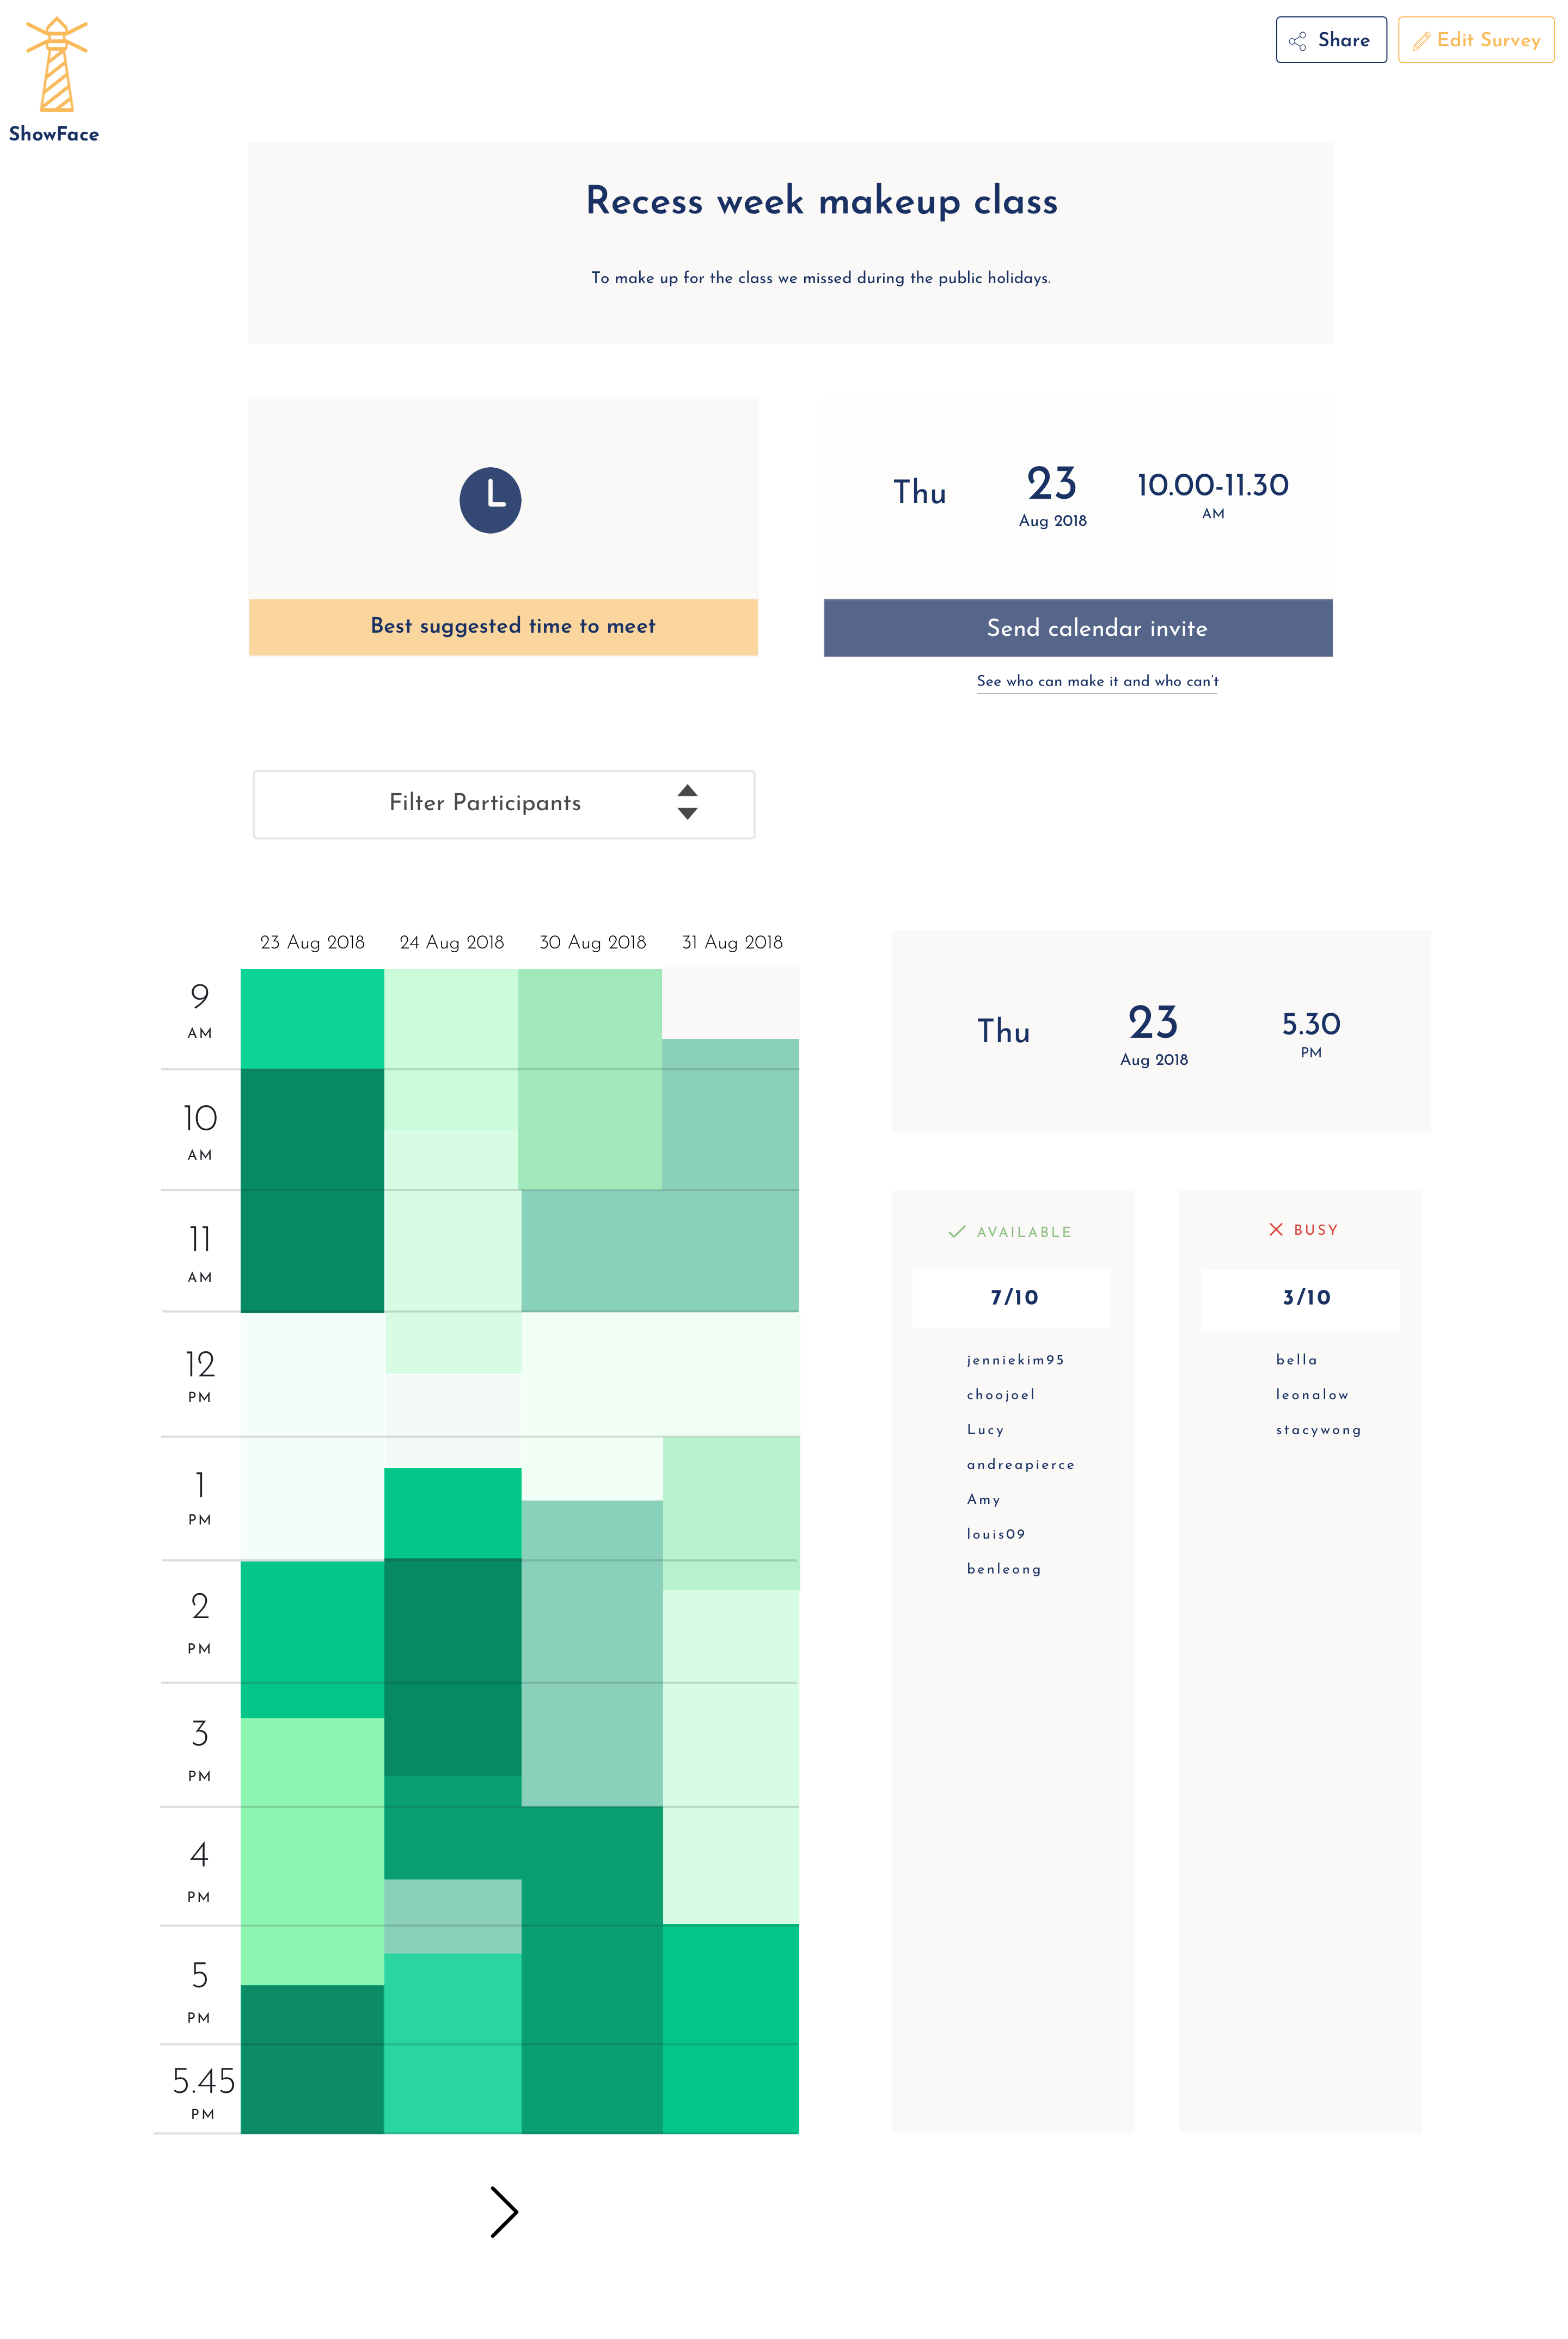 Share
Edit Survey
ShowFace
Recess week makeup class
To make up for the class we missed during the public holidays.
Best suggested time to meet
Thu
23
Aug 2018
10.00-11.30
AM
Send calendar invite
See who can make it and who can't
Filter Participants
23 Aug 2018
24 Aug 2018
30 Aug 2018
31 Aug 2018
9
AM
10
AM
11
AM
12
PM
1
PM
2
PM
3
PM
4
PM
5
PM
5.45
PM
Thu
23
Aug 2018
5.30
PM
AVAILABLE
7/10
jenniekim95
choojoel
Lucy
andreapierce
Amy
louis09
benleong
BUSY
3/10
bella
leonalow
stacywong